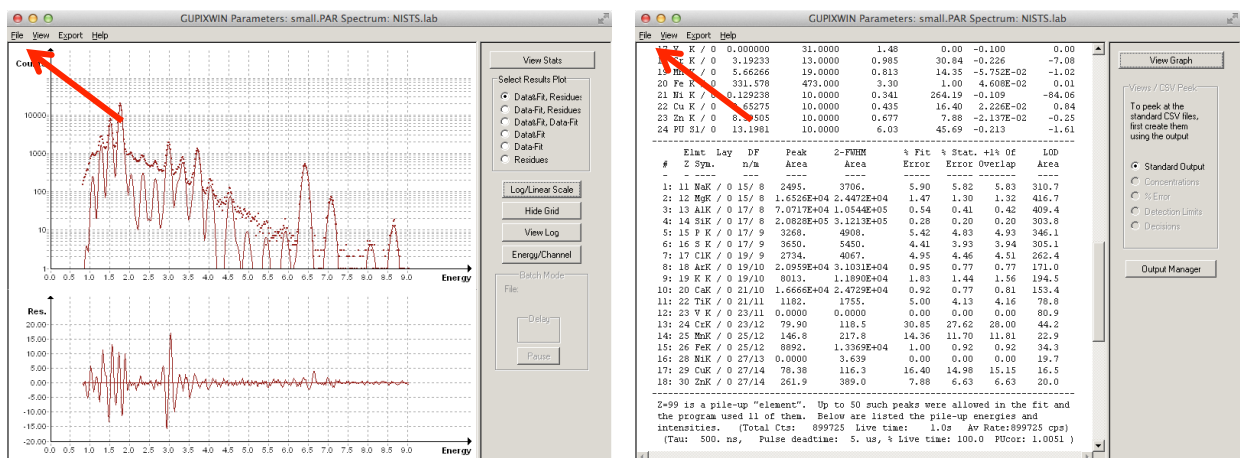 GUPIXWIN Parameters: small.PAR Spectrum: NISTS.lab
File View Export Help
10000
1000
100
10
1
0.0 0.5 1.0 1.5 2.0 2.5 3.0 3.5 4.0 4.5 5.0 5.5 6.0 6.5 7.0 7.5 8.0 8.5 9.0
Energy
Res.
20.00
15.00
10.00
5.00
0.00
-5.00
-10.00
-15.00
-20.00
0.0 0.5 1.0 1.5 2.0 2.5 3.0 3.5 4.0 4.5 5.0 5.5 6.0 6.5 7.0 7.5 8.0 8.5 9.0
Energy
View Stats
Select Results Plot
Data&Fit, Residues
Data-Fit, Residues
Data&Fit, Data-Fit
Data&Fit
Data-Fit
Residues
Log/Linear Scale
Hide Grid
View Log
Energy/Channel
Batch Mode
File:
Delay
Pause
GUPIXWIN Parameters: small.PAR Spectrum: NISTS.lab
File View Export Help
K / 0 0.000000 31.0000 1.48 0.00 -0.100 0.00
K / 0 3.19233 13.0000 0.985 30.84 -0.226 -7.08
19 K / 0 5.66266 19.0000 0.813 14.35 -5.752E-02 -1.02
20 Fe K 0 331.578 473.000 3.30 1.00 4.608E-02 0.01
21 Ni K / 0.129238 10.0000 0.341 264.19 -0.109 -84.06
22 Cu K / 0 .65275 10.0000 0.435 16.40 2.226E-02 0.84
23 Zn K / 0 10.0000 0.677 7.88 -2.137E-02 -0.25
24 PU S1/ 0 13.1981 10.0000 6.03 45.69 -0.213 -1.61
Elmt Lay DF Peak 2-FWHM % Fit % Stat. +1% Of LOD
# Z Sym. n/m Area Area Error Error Overlap Area
- - ---- --- ---- ---- ---- ---- ---- ----
1: 11 NaK / 0 15/ 8 2495. 3706. 5.90 5.82 5.83 310.7
2: 12 MgK / 0 15/ 8 1.6526E+04 2.4472E+04 1.47 1.30 1.32 416.7
3: 13 AlK / 0 17/ 8 7.0717E+04 1.0544E+05 0.54 0.41 0.42 409.4
4: 14 SiK / 0 17/ 8 2.0828E+05 3.1213E+05 0.28 0.20 0.20 303.8
5: 15 P K / 0 17/ 9 3268. 4908. 5.42 4.83 4.93 346.1
6: 16 S K / 0 17/ 9 3650. 5450. 4.41 3.93 3.94 305.1
7: 17 ClK / 0 19/ 9 2734. 4067. 4.95 4.46 4.51 262.4
8: 18 ArK / 0 19/10 2.0959E+04 3.1031E+04 0.95 0.77 0.77 171.0
9: 19 K K / 0 19/10 8013. 1.1890E+04 1.83 1.44 1.56 194.5
10: 20 CaK / 0 21/10 1.6666E+04 2.4729E+04 0.92 0.77 0.81 153.4
11: 22 TiK / 0 21/11 1182. 1755. 5.00 4.13 4.16 78.8
12: 23 V K / 0 23/11 0.0000 0.0000 0.00 0.00 0.00 80.9
13: 24 CrK / 0 23/12 79.90 118.5 30.85 27.62 28.00 44.2
14: 25 MnK / 0 25/12 146.8 217.8 14.36 11.70 11.81 22.9
15: 26 FeK / 0 25/12 8892. 1.3369E+04 1.00 0.92 0.92 34.3
16: 28 NiK / 0 27/13 0.0000 3.639 0.00 0.00 0.00 19.7
17: 29 CuK / 0 27/14 78.38 116.3 16.40 14.98 15.15 16.5
18: 30 ZnK / 0 27/14 261.9 389.0 7.88 6.63 6.63 20.0
Z=99 is a pile-up "element". Up to 50 such peaks were allowed in the fit and
the program used 11 of them. Below are listed the pile-up energies and
intensities. (Total Cts: 899725 Live time: 1.0s Av Rate:899725 cps)
(Tau: 500. ns, Pulse deadtime: 5. us, % Live time: 100.0 PUcor: 1.0051 )
View Graph
Views / CSV Peek
To peek at the
standard CSV files,
first create them
using the output
Standard Output
Concentrations
% Error
Detection Limits
Decisions
Output Manager